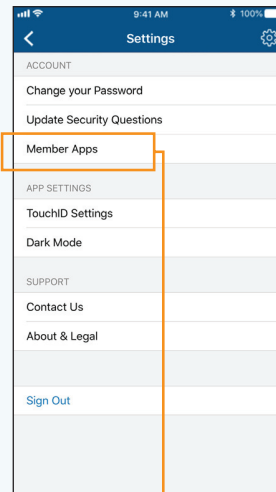 9:41 AM
100%
Settings
ACCOUNT
Change your Password
Update Security Questions
Member Apps
APP SETTINGS
TouchID Settings
Dark Mode
SUPPORT
Contact Us
About & Legal
Sign Out